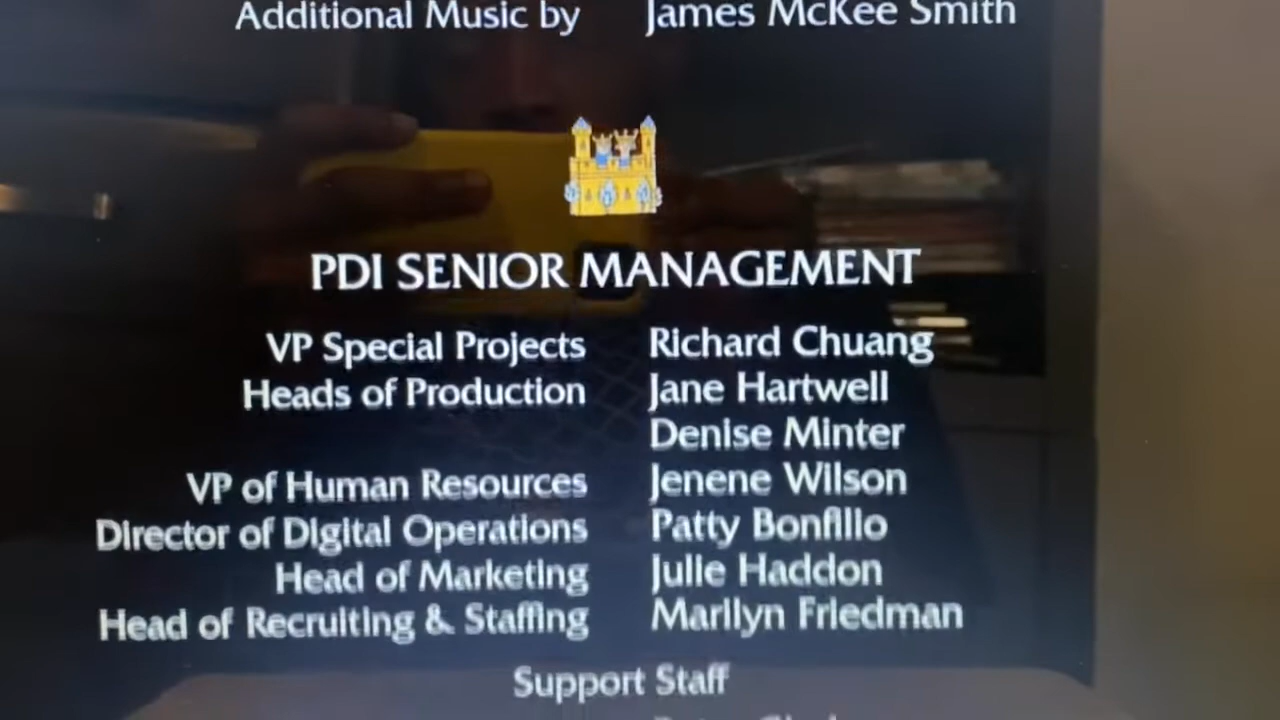 Additional Music by James McKee Smith
PDI SENIOR MANAGEMENT
VP Special Projects Richard Chuang
Heads of Production Jane Hartwell
Denise Minter
VP of Human Resources Jenene Wilson
Director of Digital Operations Patty Bonfilio
Head of Marketing Julie Haddon
Head of Recruiting & Staffing Marilyn Friedman
Support Staff